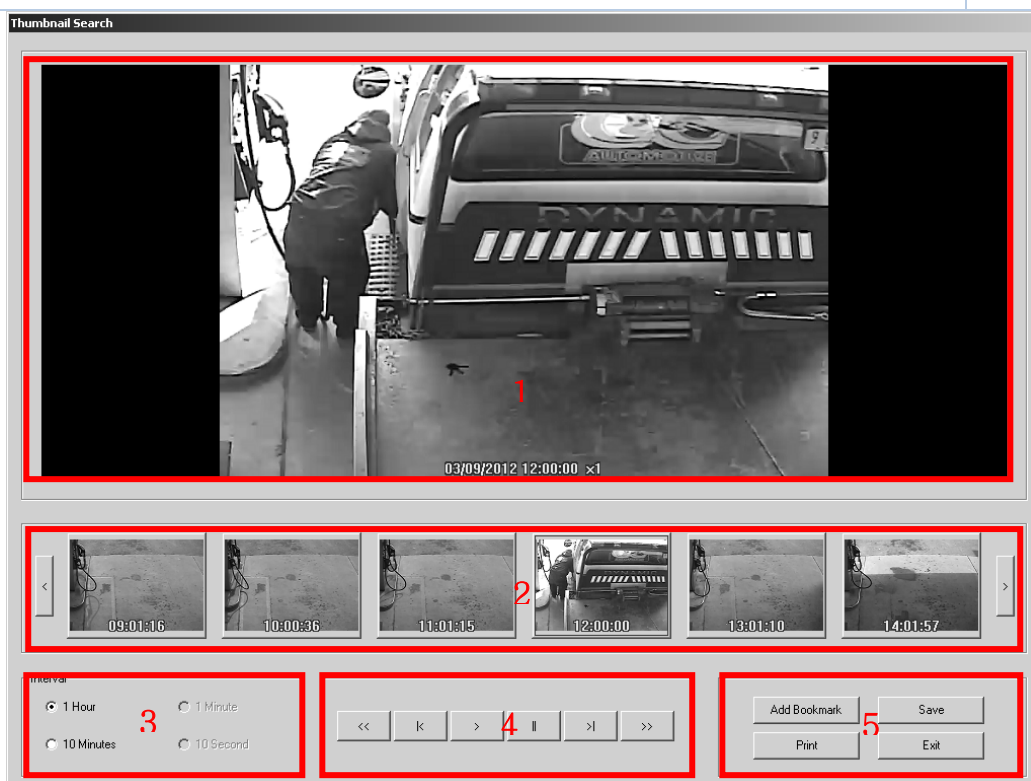 Thumbnail Search
AUTOMOTIVE
DYNAMIC
1
03/09/2012 12:00:00 ×1
< 09:01:16 10:00:36 11:01:15 2 12:00:00 13:01:10 14:01:57 >
Interval
1 Hour 1 Minute
3
10 Minutes 10 Second
<< |< > 4 || >| >>
Add Bookmark Save
5
Print Exit